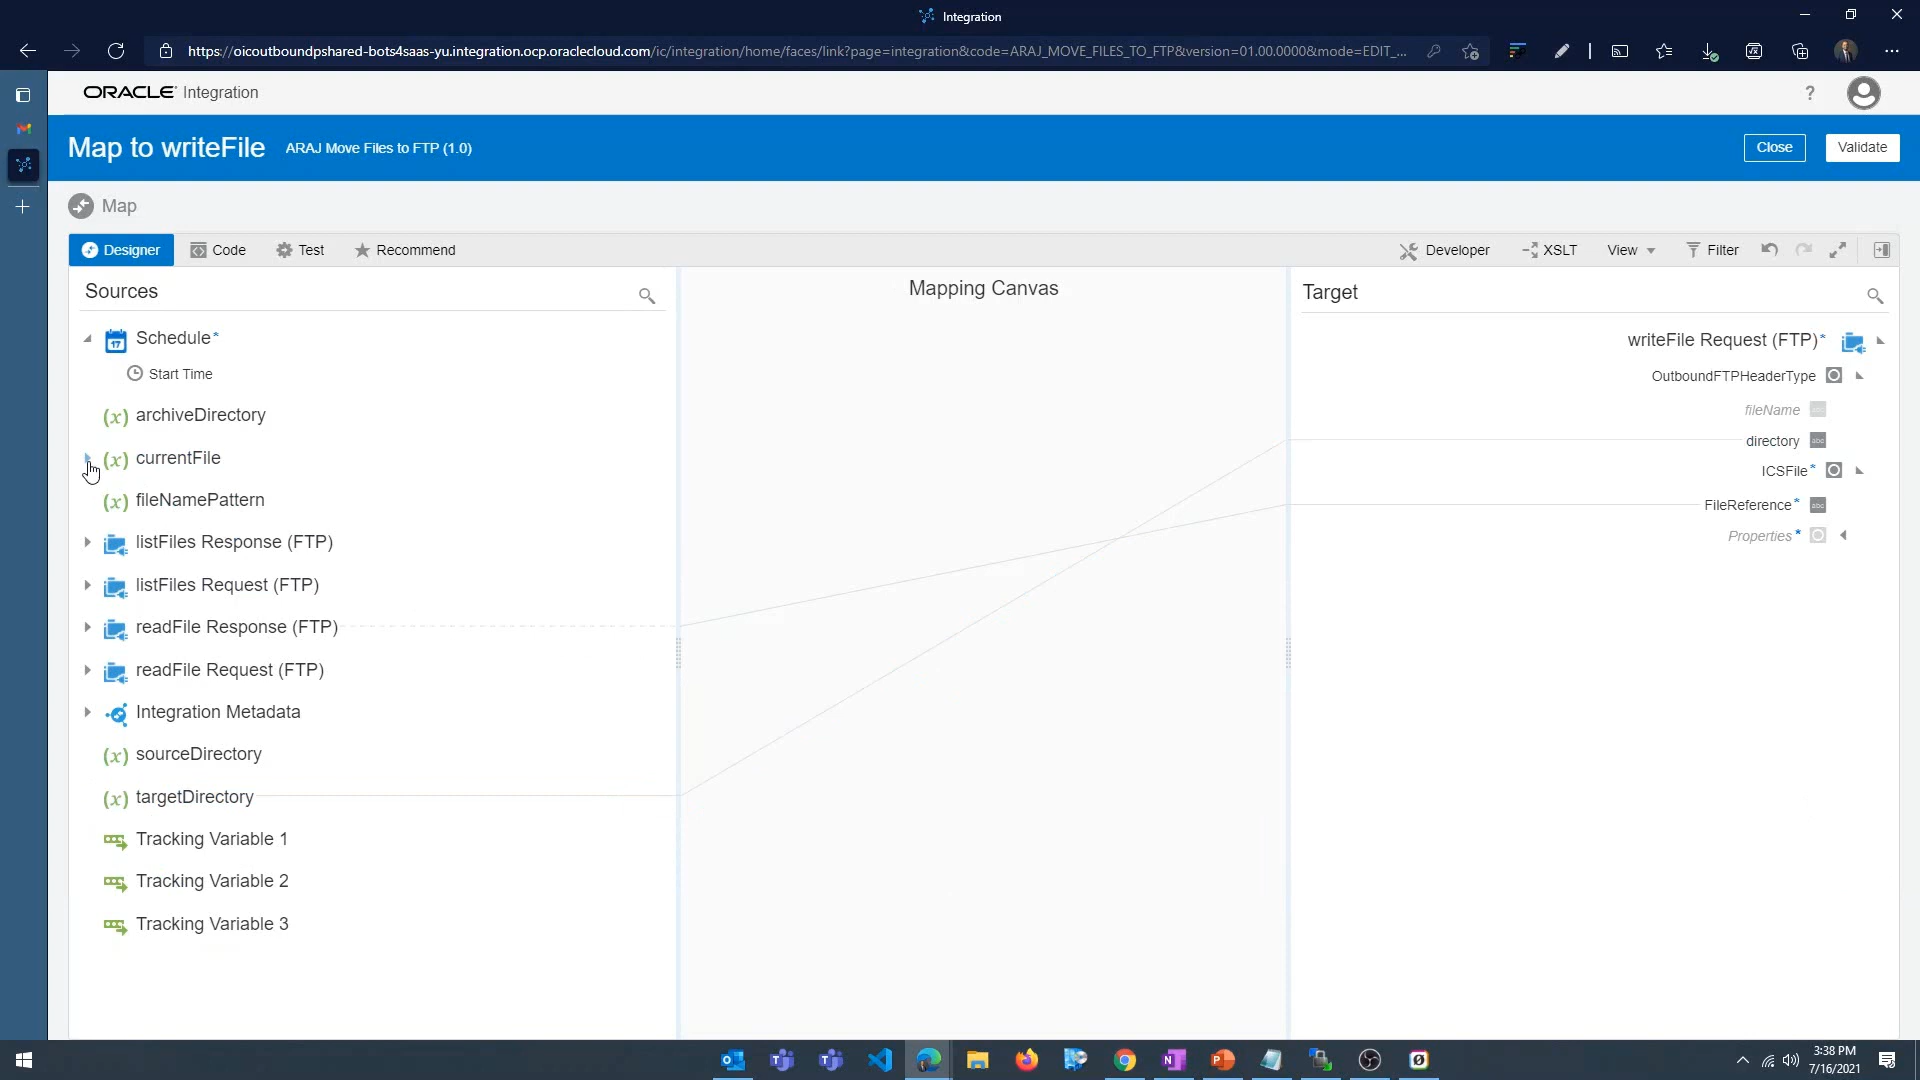 Integration
https://oicoutboundpshared-bots4saas-yu.integration.ocp.oraclecloud.com/ic/integration/home/faces/link?page=integration&code=ARAJ_MOVE_FILES_TO_FTP&version=01.00.0000&mode=EDIT_...
ORACLE Integration
?
Map to writeFile ARAJ Move Files to FTP (1.0)
Close
Validate
Map
Designer
Code
Test
Recommend
Developer
XSLT
View
Filter
Sources
Mapping Canvas
Target
Schedule*
17
Start Time
(x) archiveDirectory
(x) currentFile
(x) fileNamePattern
listFiles Response (FTP)
listFiles Request (FTP)
readFile Response (FTP)
readFile Request (FTP)
Integration Metadata
(x) sourceDirectory
(x) targetDirectory
Tracking Variable 1
Tracking Variable 2
Tracking Variable 3
writeFile Request (FTP)*
OutboundFTPHeaderType
fileName
directory abc
ICSFile*
FileReference* abc
Properties*
3:38 PM
7/16/2021